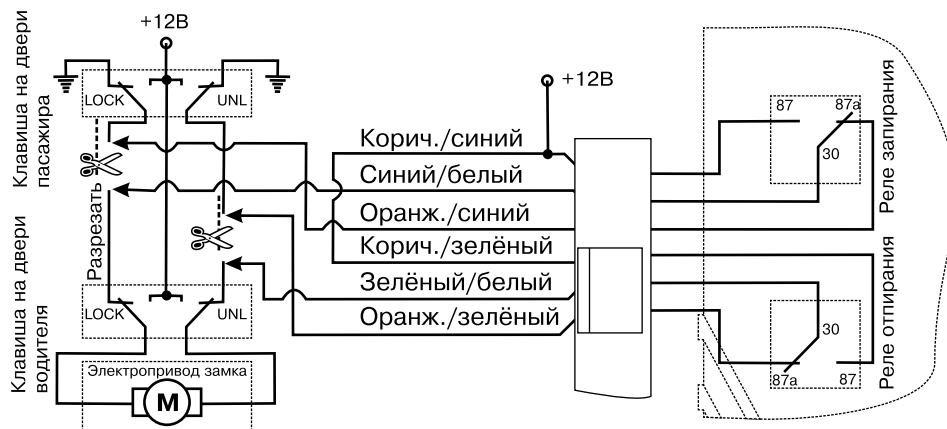 +12В
Клавиша на двери
пассажира
LOCK
UNL
Разрезать
Клавиша на двери
водителя
LOCK
UNL
Электропривод замка
М
+12В
Корич./синий
Синий/белый
Оранж./синий
Корич./зелёный
Зелёный/белый
Оранж./зелёный
87
87а
30
Реле запирания
30
87а
87
Реле отпирания